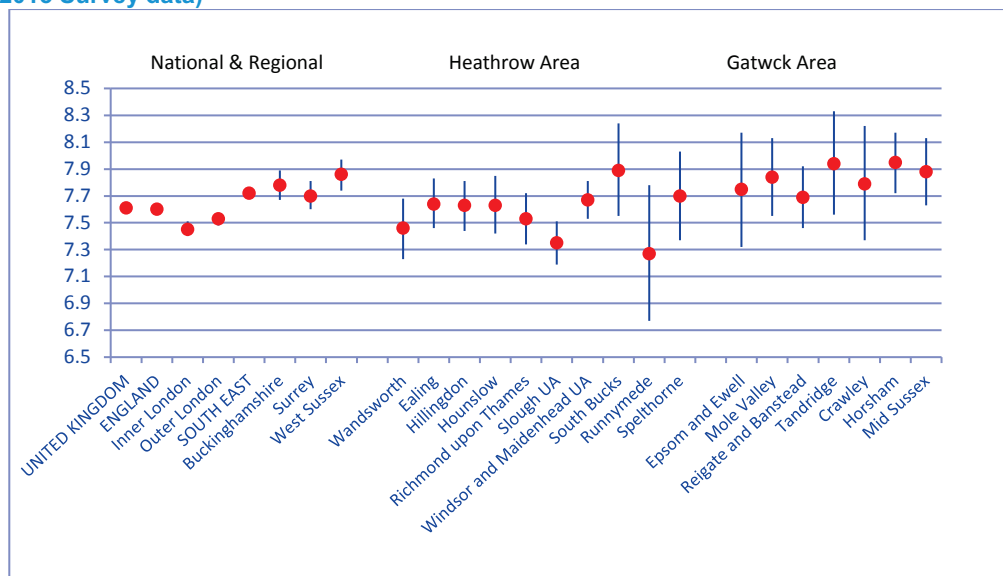 2015 Survey data)
National & Regional Heathrow Area Gatwck Area
8.5
8.3
8.1
7.9
7.7
7.5
7.3
7.1
6.9
6.7
6.5
UNITED KINGDOM
ENGLAND
Inner London
Outer London
SOUTH EAST
Buckinghamshire
Surrey
West Sussex
Wandsworth
Ealing
Hillingdon
Hounslow
Richmond upon Thames
Slough UA
Windsor and Maidenhead UA
South Bucks
Runnymede
Spelthorne
Epsom and Ewell
Mole Valley
Reigate and Banstead
Tandridge
Crawley
Horsham
Mid Sussex